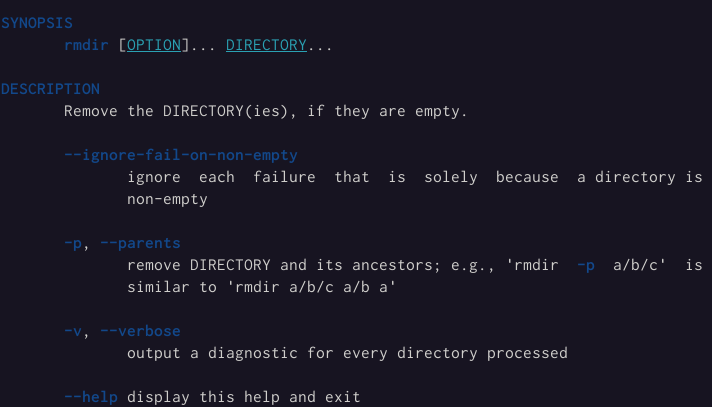 SYNOPSIS
rmdir [OPTION]... DIRECTORY...
DESCRIPTION
Remove the DIRECTORY(ies), if they are empty.
--ignore-fail-on-non-empty
ignore each failure that is solely because a directory is
non-empty
-p, --parents
remove DIRECTORY and its ancestors; e.g., 'rmdir -p a/b/c' is
similar to 'rmdir a/b/c a/b a'
-v, --verbose
output a diagnostic for every directory processed
--help display this help and exit